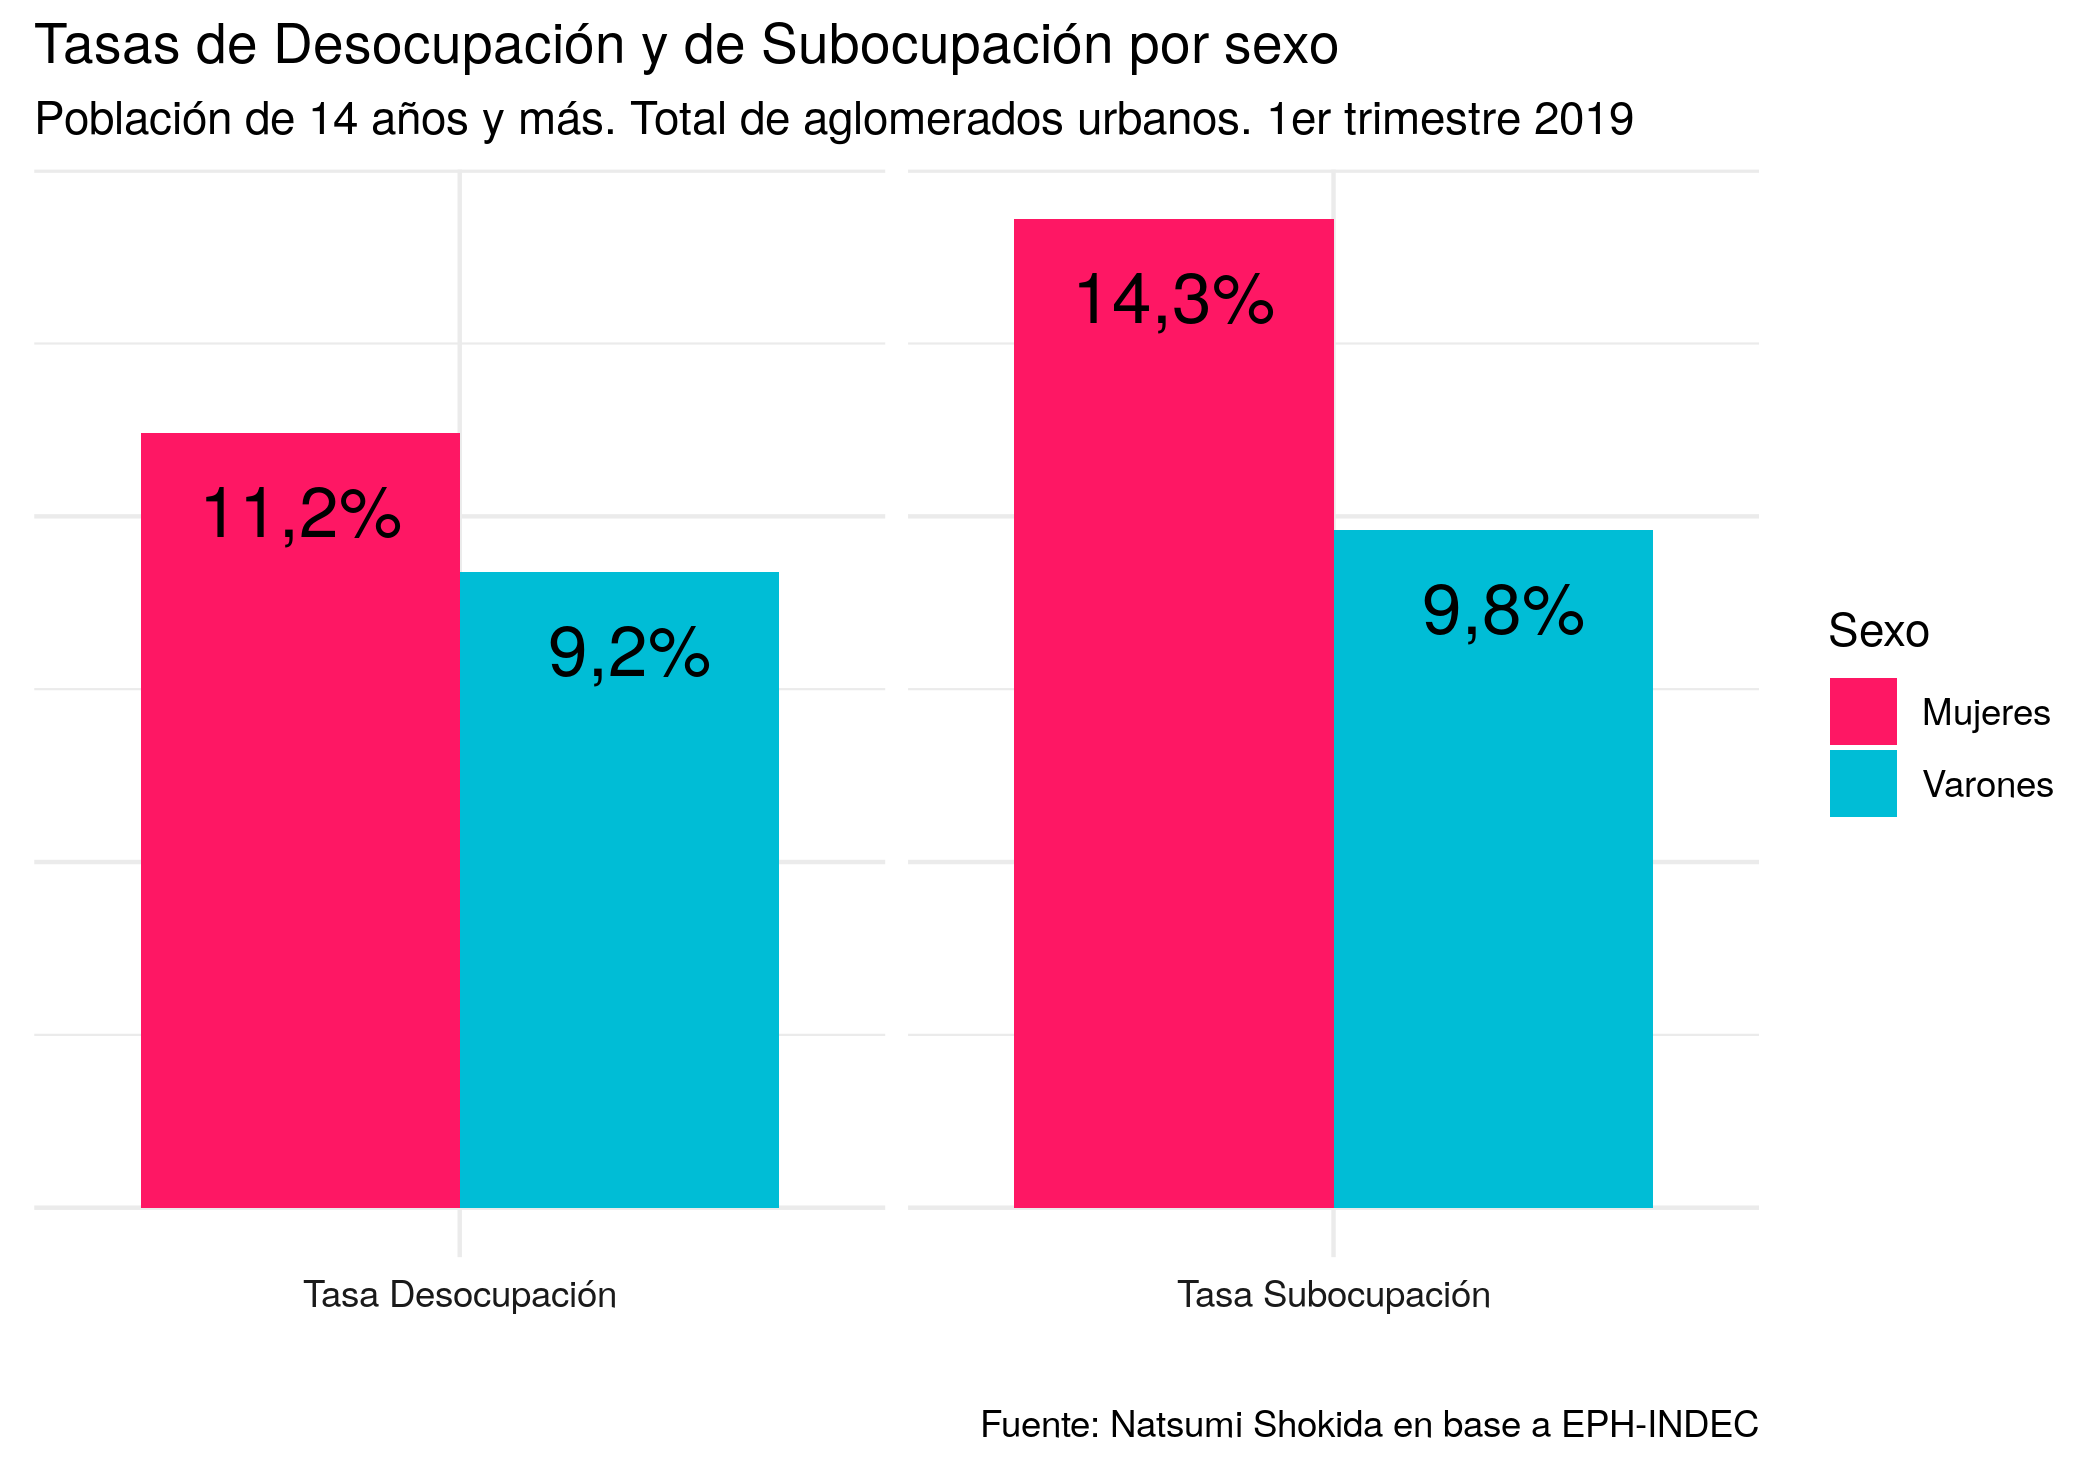 Tasas de Desocupación y de Subocupación por sexo
Población de 14 años y más. Total de aglomerados urbanos. 1er trimestre 2019
11,2%
9,2%
14,3%
9,8%
Sexo
Mujeres
Varones
Tasa Desocupación
Tasa Subocupación
Fuente: Natsumi Shokida en base a EPH-INDEC